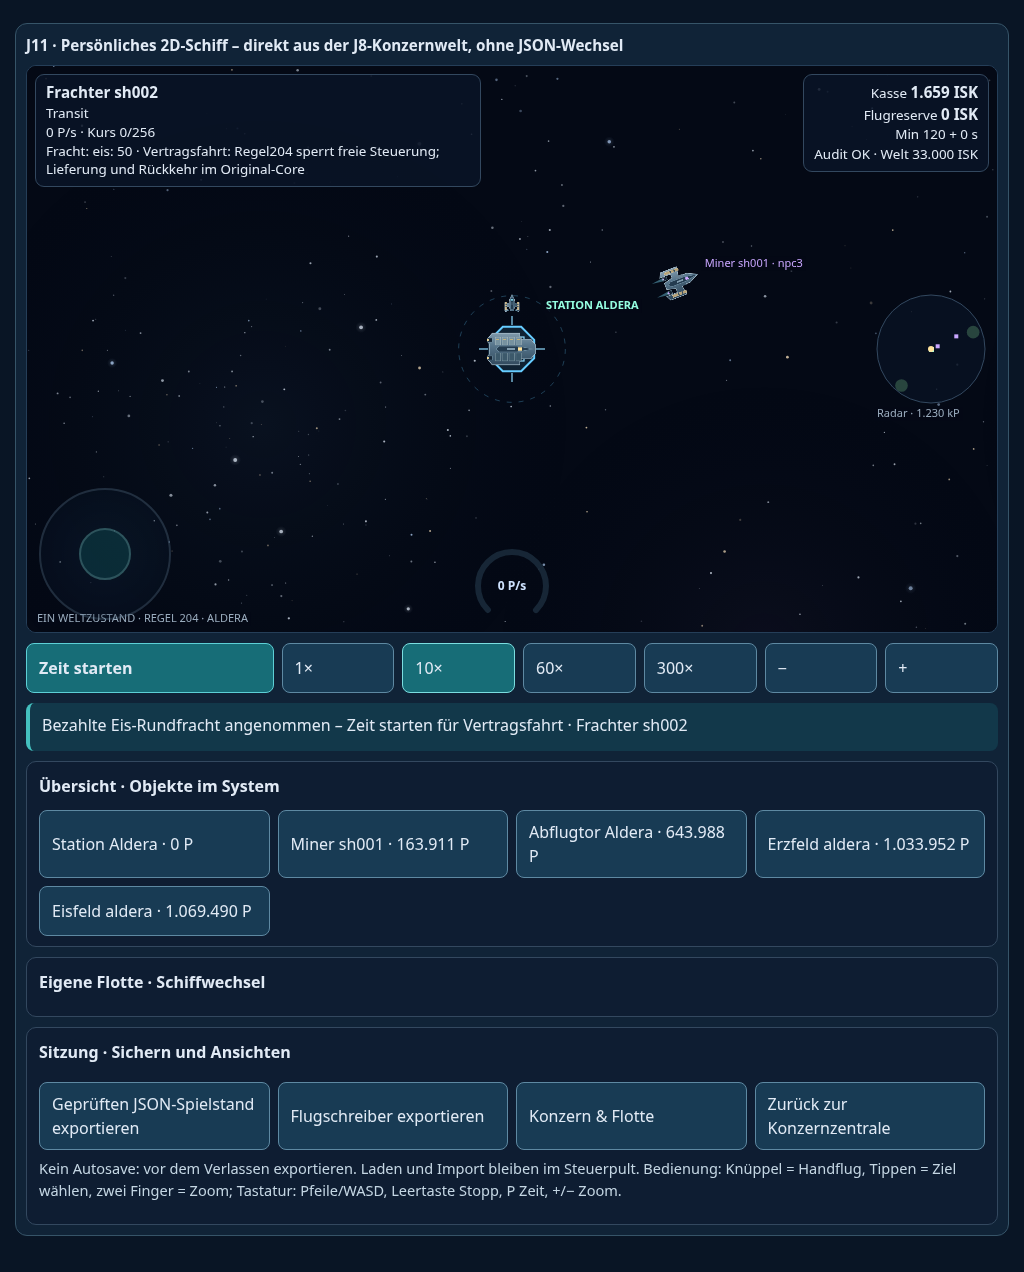 J11 · Persönliches 2D-Schiff – direkt aus der J8-Konzernwelt, ohne JSON-Wechsel
Frachter sh002
Transit
0 P/s · Kurs 0/256
Fracht: eis: 50 · Vertragsfahrt: Regel204 sperrt freie Steuerung;
Lieferung und Rückkehr im Original-Core
Kasse 1.659 ISK
Flugreserve 0 ISK
Min 120 + 0 s
Audit OK · Welt 33.000 ISK
Miner sh001 · npc3
STATION ALDERA
Radar · 1.230 kP
0 P/s
EIN WELTZUSTAND · REGEL 204 · ALDERA
Zeit starten
1×
10×
60×
300×
−
+
Bezahlte Eis-Rundfracht angenommen – Zeit starten für Vertragsfahrt · Frachter sh002
Übersicht · Objekte im System
Station Aldera · 0 P
Miner sh001 · 163.911 P
Abflugtor Aldera · 643.988
P
Erzfeld aldera · 1.033.952 P
Eisfeld aldera · 1.069.490 P
Eigene Flotte · Schiffwechsel
Sitzung · Sichern und Ansichten
Geprüften JSON-Spielstand
exportieren
Flugschreiber exportieren
Konzern & Flotte
Zurück zur
Konzernzentrale
Kein Autosave: vor dem Verlassen exportieren. Laden und Import bleiben im Steuerpult. Bedienung: Knüppel = Handflug, Tippen = Ziel
wählen, zwei Finger = Zoom; Tastatur: Pfeile/WASD, Leertaste Stopp, P Zeit, +/− Zoom.